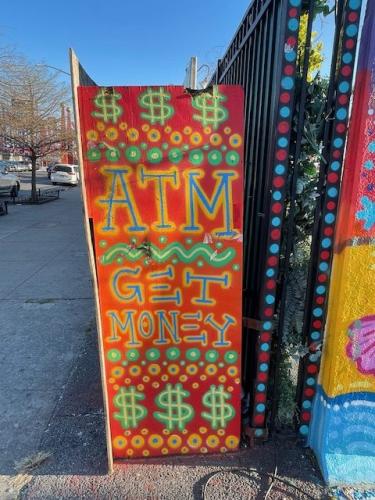 $ $ $
ATM
GET
MONEY
$ $ $